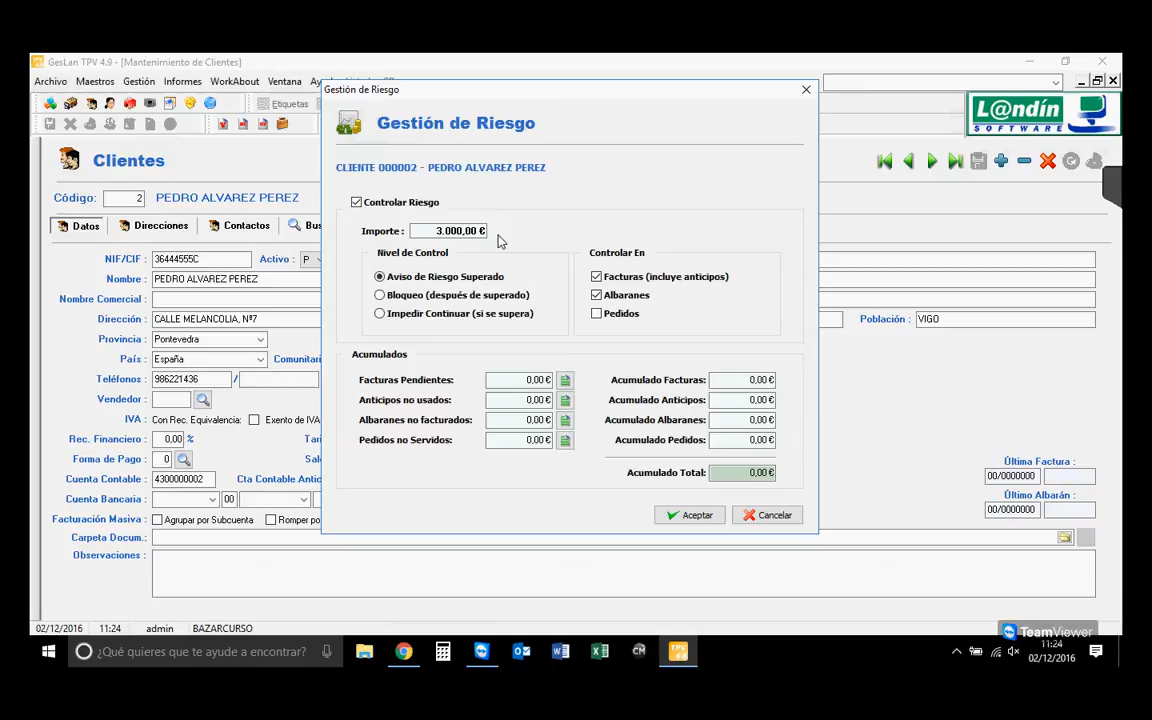 GesLan TPV 4.9 - [Mantenimiento de Clientes]
Archivo Maestros Gestión Informes WorkAbout Ventana
Gestión de Riesgo
Etiquetas
Gestión de Riesgo
L@ndín
SOFTWARE
Clientes
CLIENTE 000002 - PEDRO ALVAREZ PEREZ
Código: 2 PEDRO ALVAREZ PEREZ
Controlar Riesgo
Datos Direcciones Contactos
Importe : 3.000,00 €
Nivel de Control Controlar En
NIF/CIF : 36444555C Activo : P
Aviso de Riesgo Superado Facturas (incluye anticipos)
Nombre : PEDRO ALVAREZ PEREZ
Bloqueo (después de superado) Albaranes
Nombre Comercial :
Impedir Continuar (si se supera) Pedidos
Dirección : CALLE MELANCOLIA, Nº7 Población : VIGO
Provincia : Pontevedra
Acumulados
País : España
Teléfonos : 986221436 /
Facturas Pendientes: 0,00 € Acumulado Facturas: 0,00 €
Vendedor :
Anticipos no usados: 0,00 € Acumulado Anticipos: 0,00 €
IVA : Con Rec. Equivalencia: Exento de IVA
Albaranes no facturados: 0,00 € Acumulado Albaranes: 0,00 €
Rec. Financiero : 0,00 %
Pedidos no Servidos: 0,00 € Acumulado Pedidos: 0,00 €
Forma de Pago : 0
Última Factura :
Acumulado Total: 0,00 €
Cuenta Contable : 4300000002 Cta Contable
00/0000000
Cuenta Bancaria : 00
Último Albarán :
00/0000000
Facturación Masiva : Agrupar por Subcuenta Romper
Aceptar Cancelar
Carpeta Docum. :
Observaciones :
02/12/2016 11:24 admin BAZARCURSO
TeamViewer
¿Qué quieres que te ayude a encontrar?
CM
TPV
4.9
11:24
02/12/2016